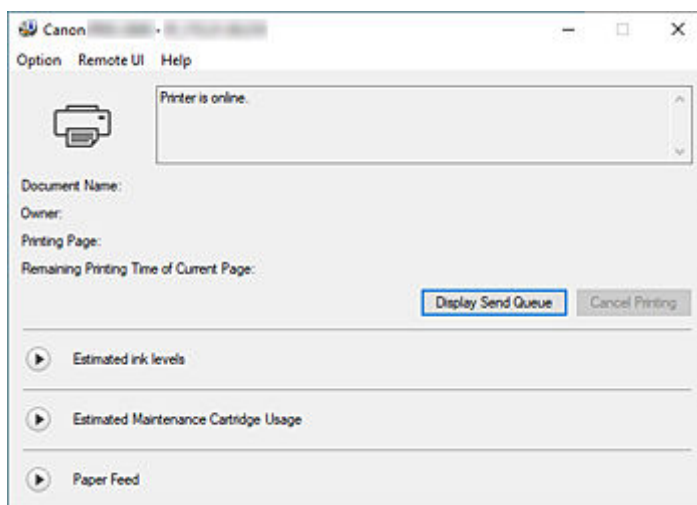 Canon -
Option Remote UI Help
Printer is online.
Document Name:
Owner:
Printing Page:
Remaining Printing Time of Current Page:
Display Send Queue Cancel Printing
Estimated ink levels
Estimated Maintenance Cartridge Usage
Paper Feed